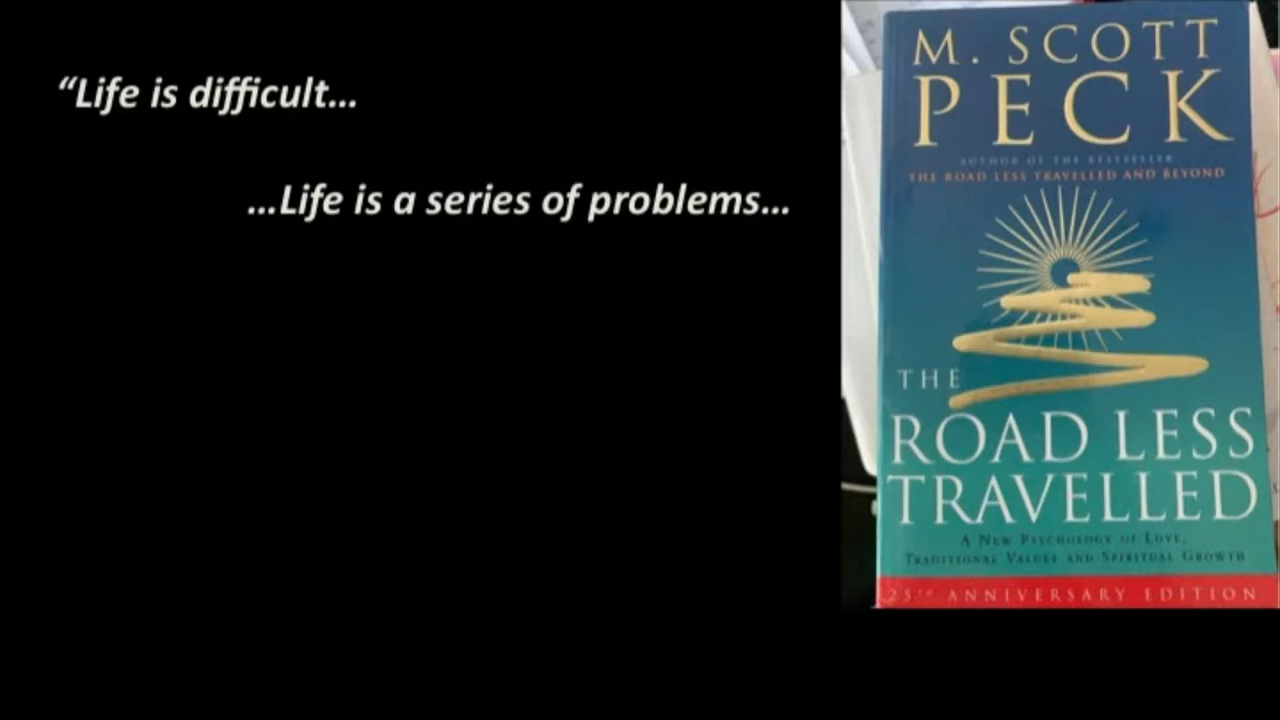 “Life is difficult...
...Life is a series of problems...
M. SCOTT
PECK
AUTHOR OF THE BESTSELLER
THE ROAD LESS TRAVELLED AND BEYOND
THE
ROAD LESS
TRAVELLED
A NEW PSYCHOLOGY OF LOVE,
TRADITIONAL VALUES AND SPIRITUAL GROWTH
25TH ANNIVERSARY EDITION